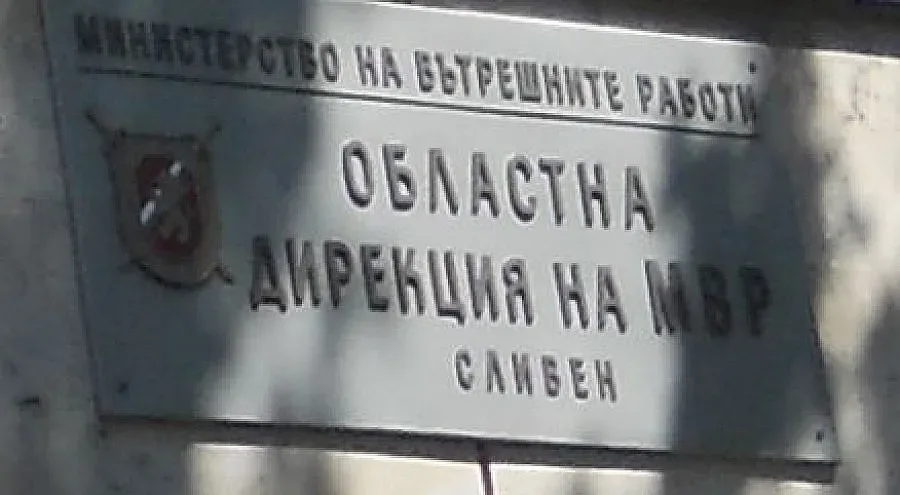 МИНИСТЕРСТВО НА ВЪТРЕШНИТЕ РАБОТИ
ОБЛАСТНА
ДИРЕКЦИЯ НА МВР
СЛИВЕН